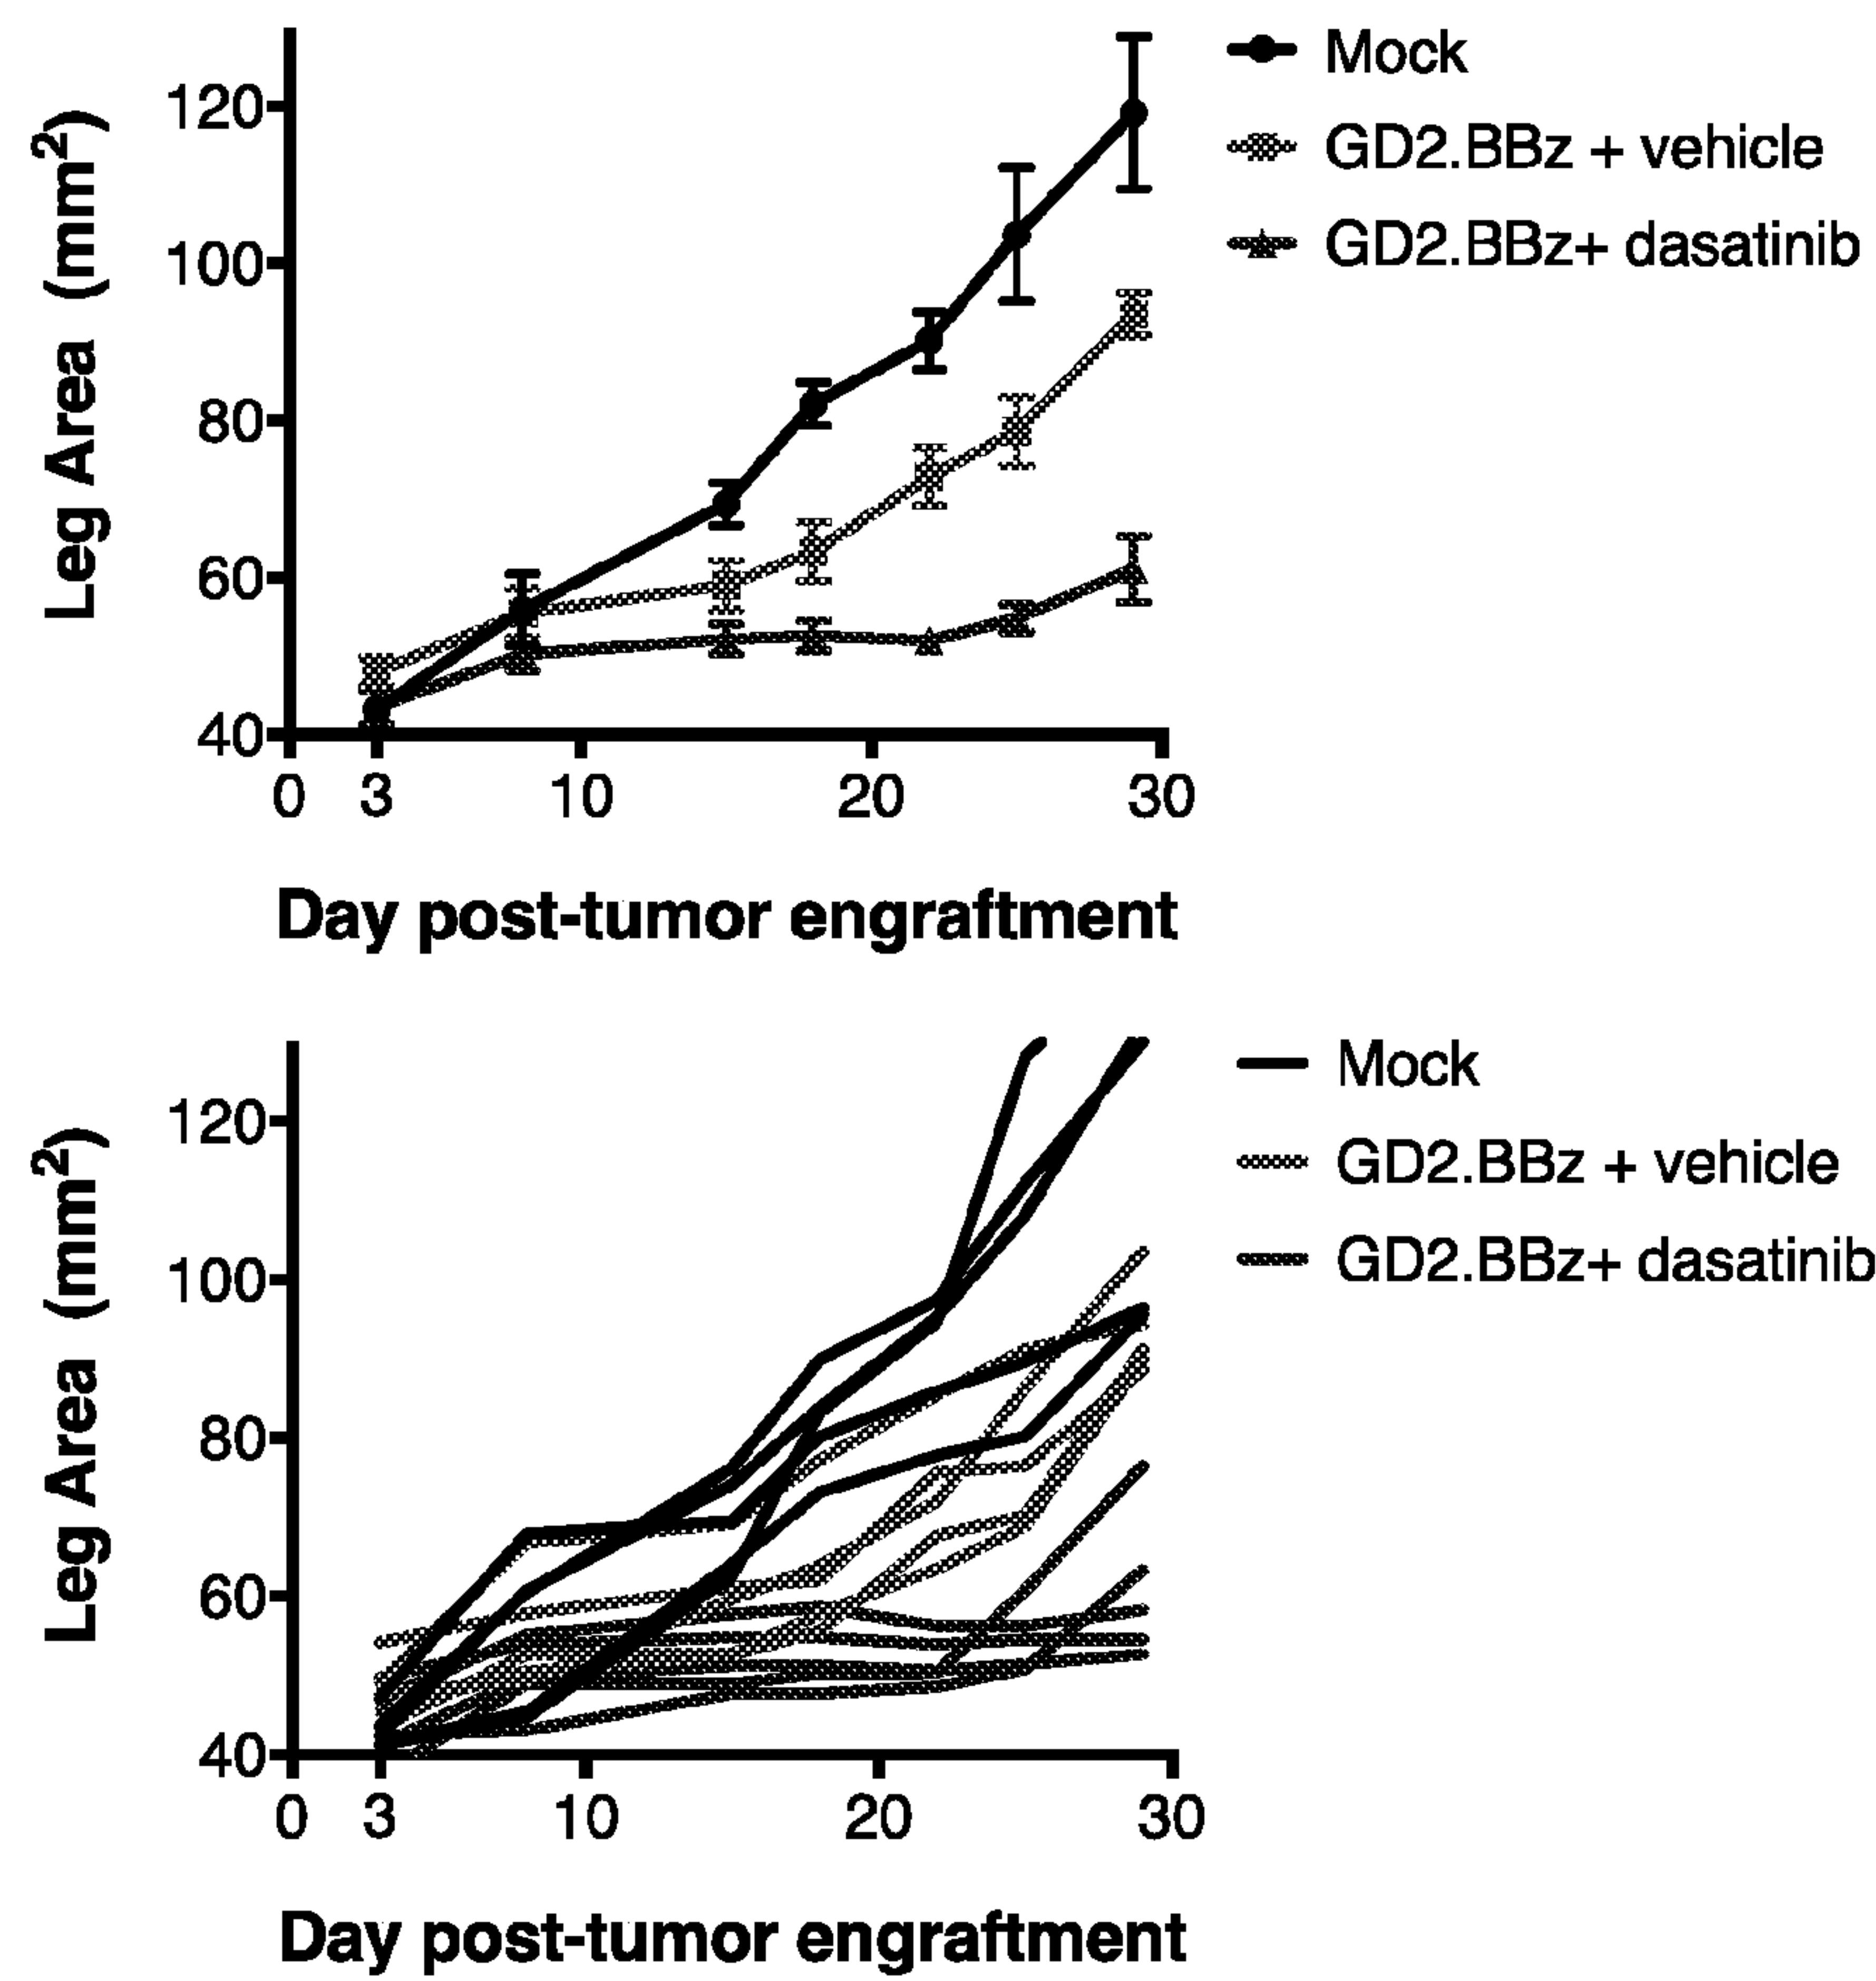 Leg Area (mm²)
120
100
80
60
40
0 3 10 20 30
Day post-tumor engraftment
Mock
GD2.BBz + vehicle
GD2.BBz+ dasatinib
Leg Area (mm²)
120
100
80
60
40
0 3 10 20 30
Day post-tumor engraftment
Mock
GD2.BBz + vehicle
GD2.BBz+ dasatinib